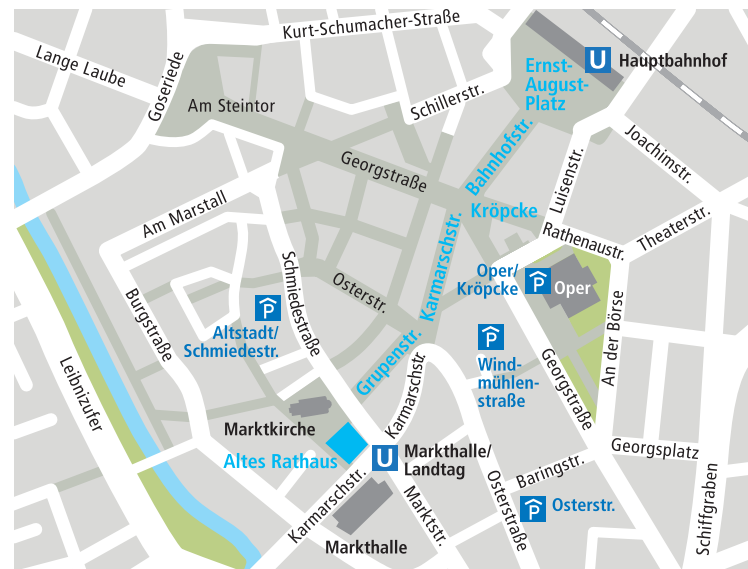 Kurt-Schumacher-Straße
Lange Laube
Goseriede
Am Steintor
Schillerstr.
Ernst-
August-
Platz
U
Hauptbahnhof
Joachimstr.
Luisenstr.
Theaterstr.
Georgstraße
Bahnhofstr.
Kröpcke
Karmarschstr.
Rathenaustr.
Am Marstall
Schmiedestraße
Osterstr.
Oper/
Kröpcke
P
Oper
An der Börse
Burgstraße
P
Altstadt/
Schmiedestr.
Grupenstr.
Karmarschstr.
P
Wind-
mühlen-
straße
Georgstraße
Leibnizufer
Marktkirche
Altes Rathaus
U
Markthalle/
Landtag
Georgsplatz
Baringstr.
Osterstraße
P
Osterstr.
Schiffgraben
Karmarschstr.
Marktstr.
Markthalle